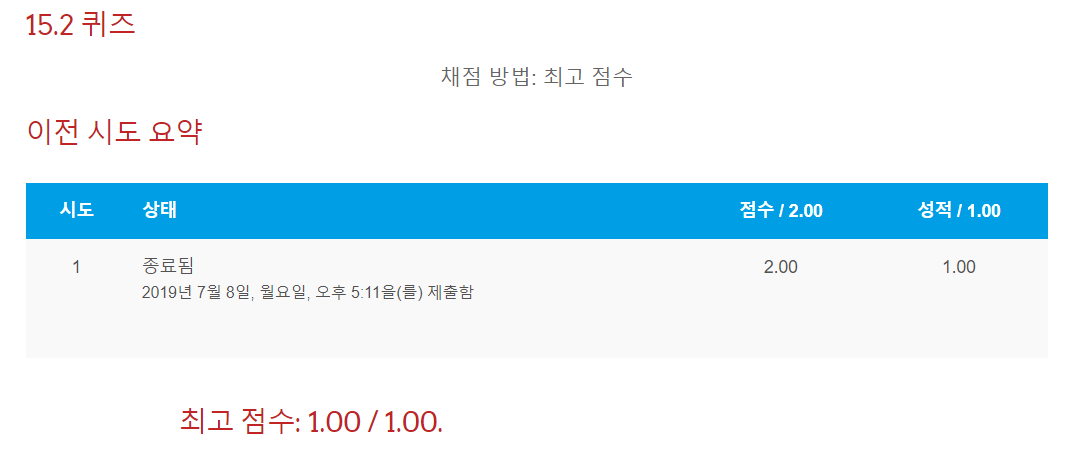 15.2 퀴즈
채점 방법: 최고 점수
이전 시도 요약
시도 상태 점수 / 2.00 성적 / 1.00
1 종료됨 2.00 1.00
2019년 7월 8일, 월요일, 오후 5:11을(를) 제출함
최고 점수: 1.00 / 1.00.